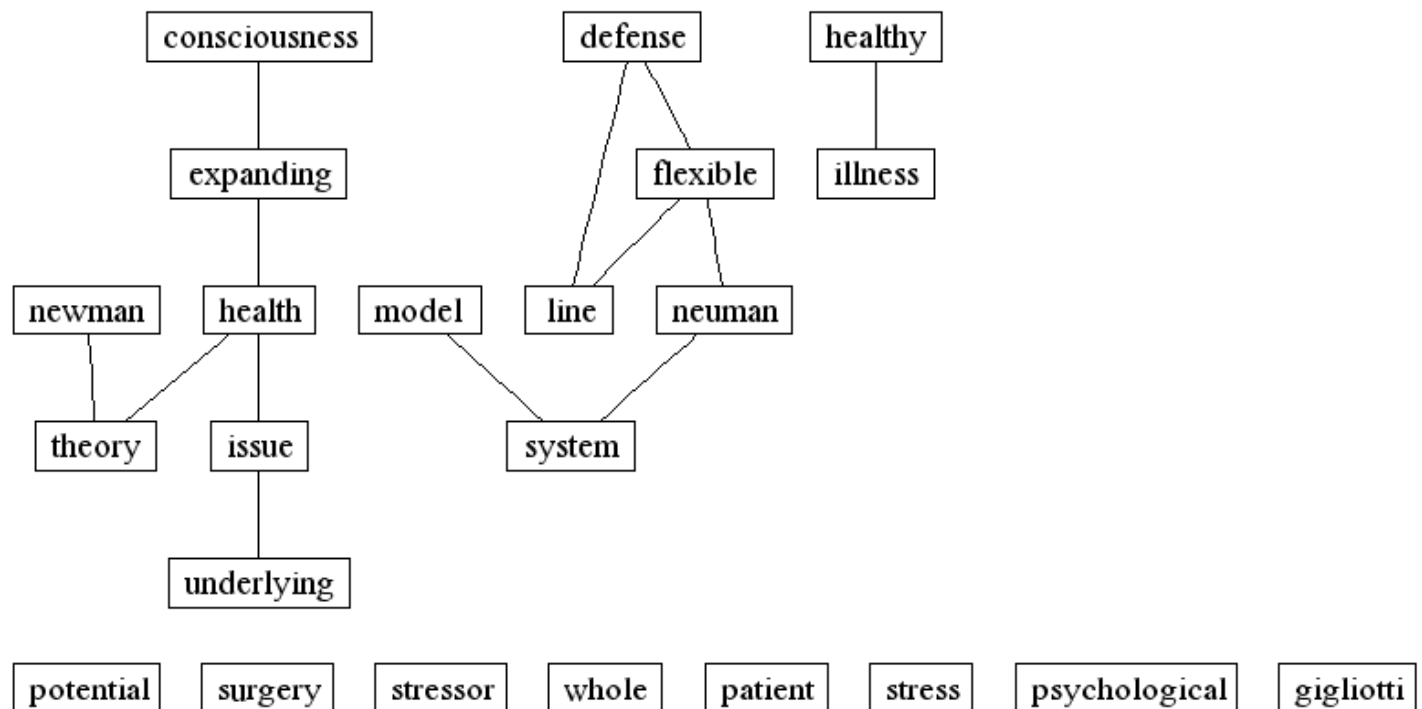 consciousness defense healthy
expanding flexible illness
newman health model line neuman
theory issue system
underlying
potential surgery stressor whole patient stress psychological gigliotti